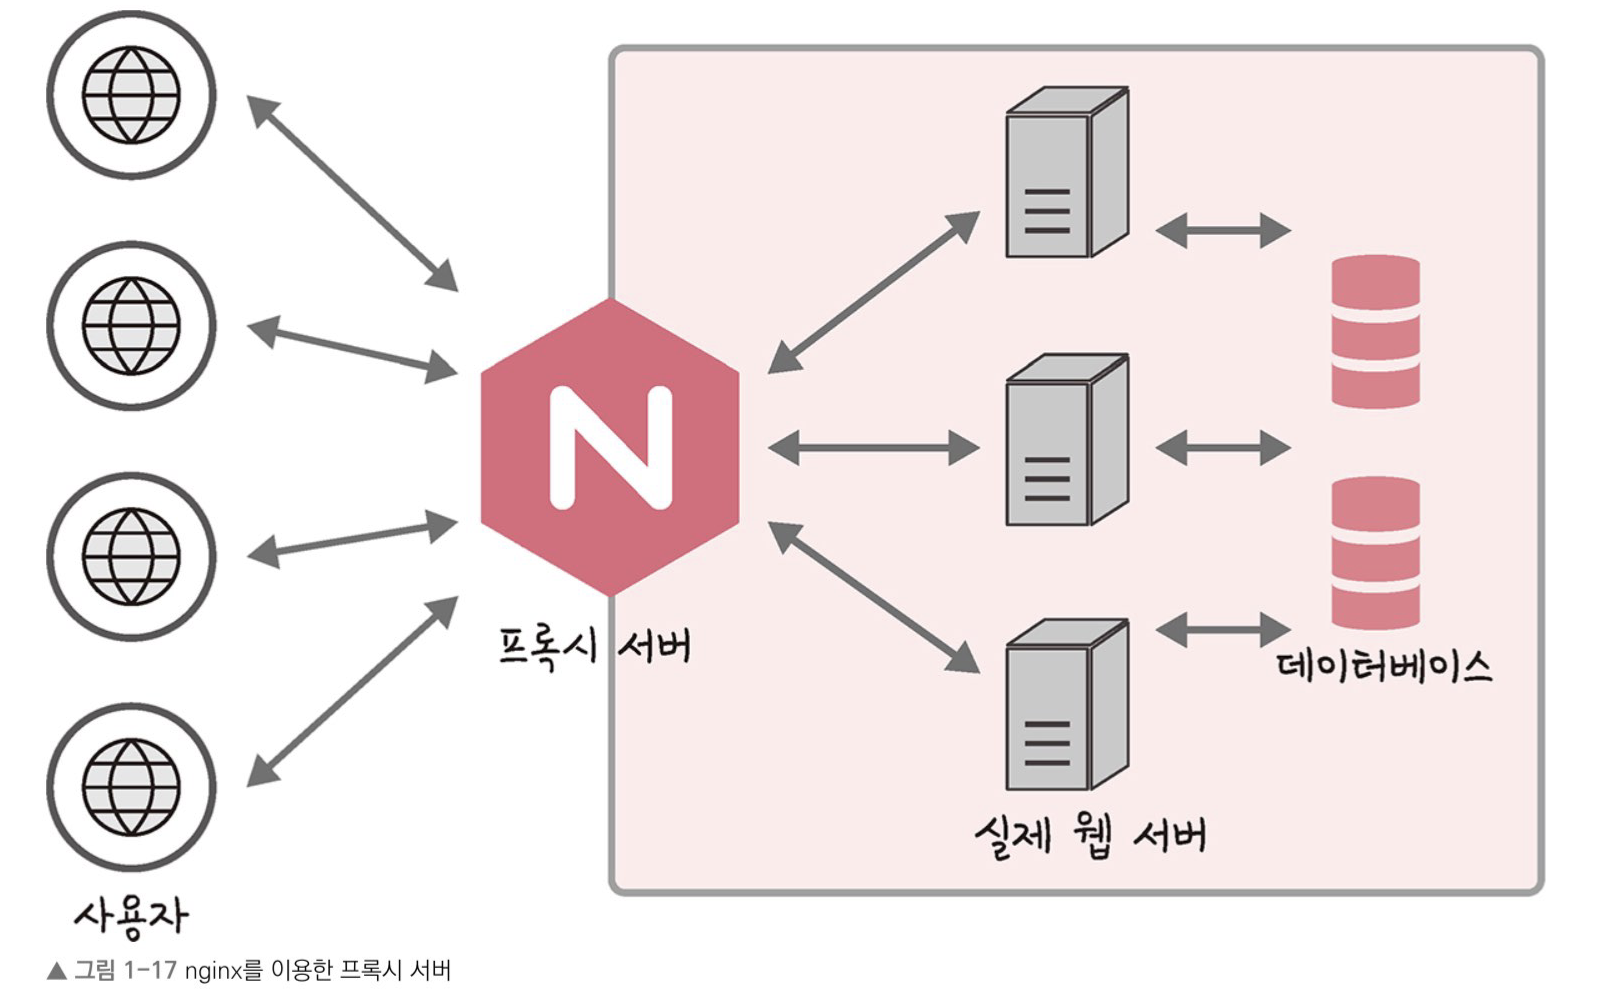 N
프록시 서버
데이터베이스
실제 웹 서버
사용자
▲ 그림 1-17 nginx를 이용한 프록시 서버